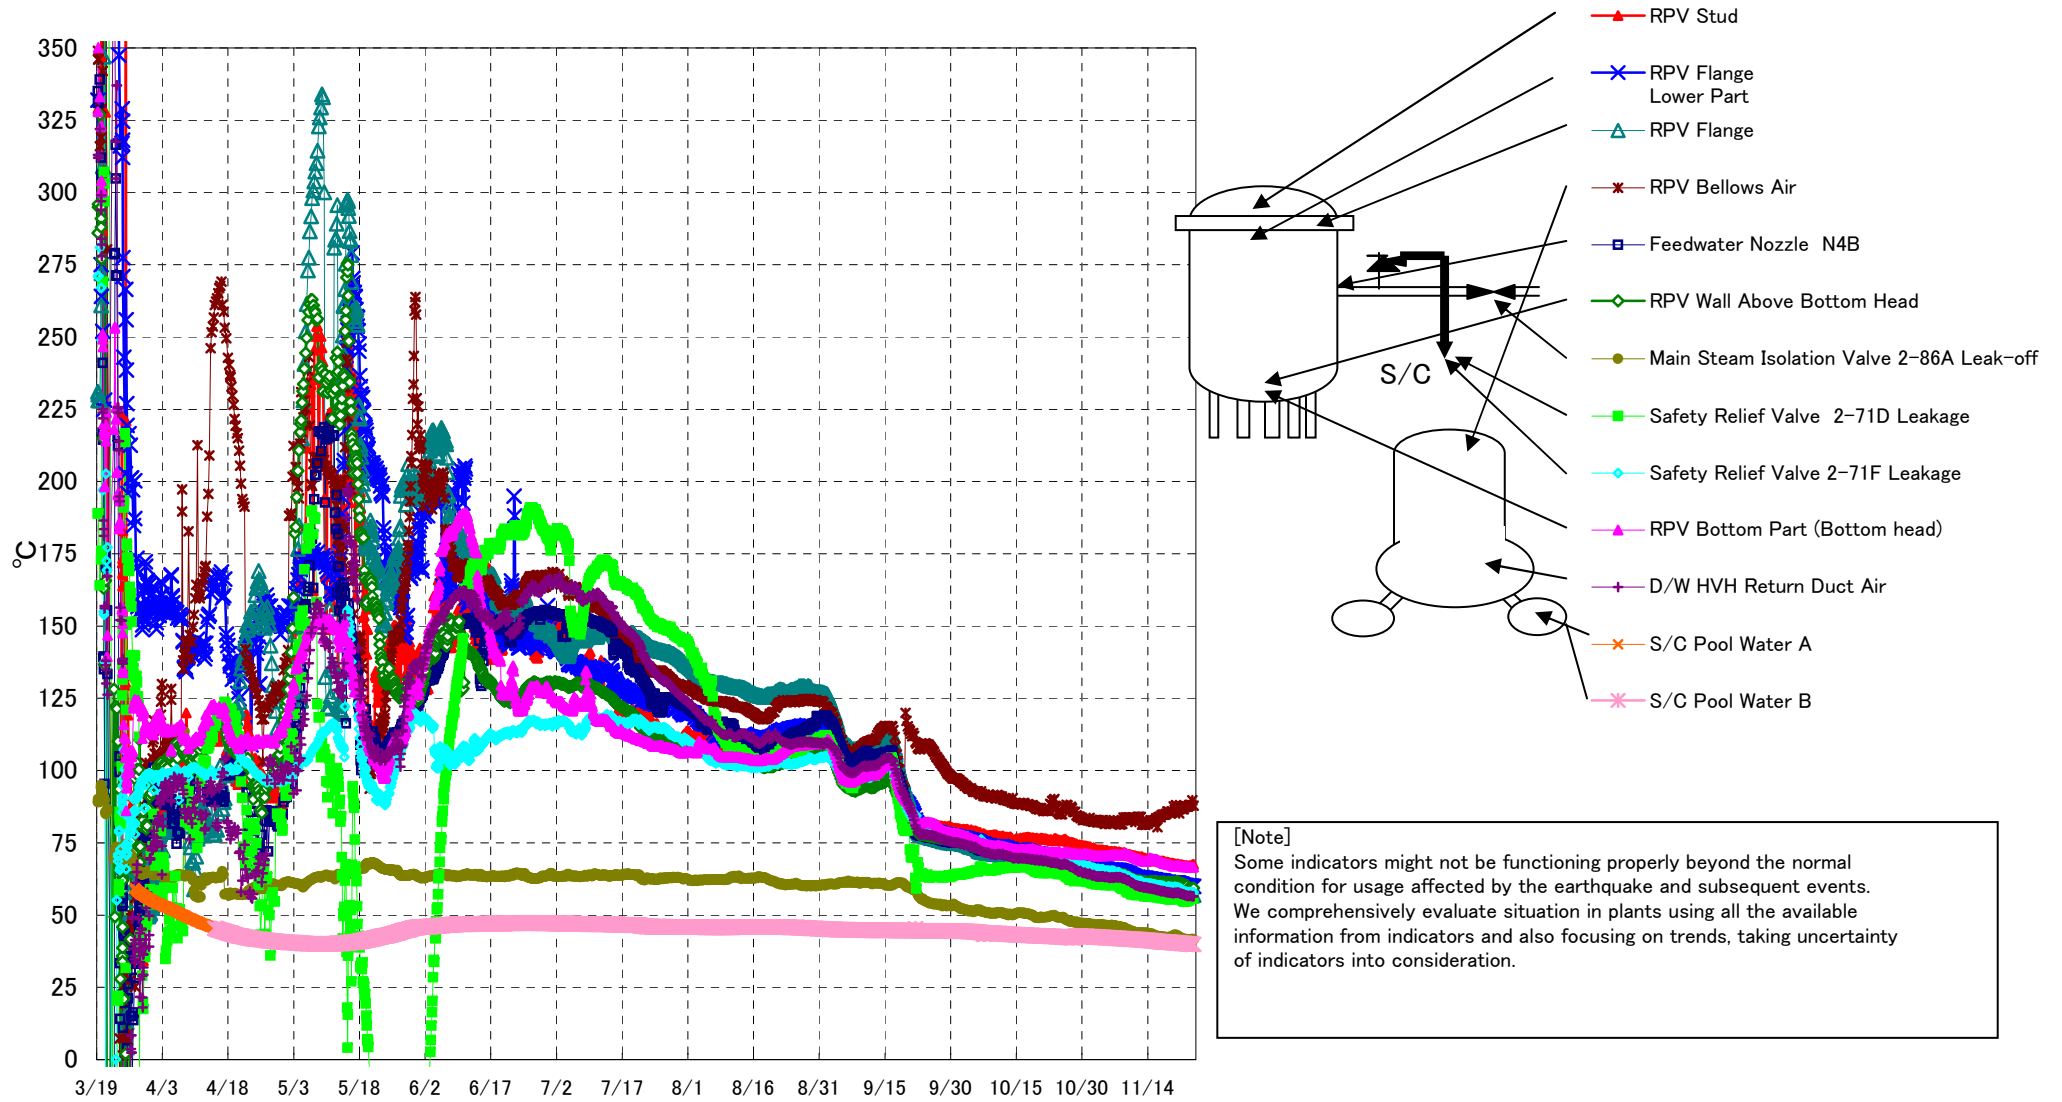 350
325
300
275
250
225
200
175
150
125
100
75
50
25
0
℃
3/19 4/3 4/18 5/3 5/18 6/2 6/17 7/2 7/17 8/1 8/16 8/31 9/15 9/30 10/15 10/30 11/14
S/C
RPV Stud
RPV Flange
Lower Part
RPV Flange
RPV Bellows Air
Feedwater Nozzle N4B
RPV Wall Above Bottom Head
Main Steam Isolation Valve 2-86A Leak-off
Safety Relief Valve 2-71D Leakage
Safety Relief Valve 2-71F Leakage
RPV Bottom Part (Bottom head)
D/W HVH Return Duct Air
S/C Pool Water A
S/C Pool Water B
[Note]
Some indicators might not be functioning properly beyond the normal
condition for usage affected by the earthquake and subsequent events.
We comprehensively evaluate situation in plants using all the available
information from indicators and also focusing on trends, taking uncertainty
of indicators into consideration.